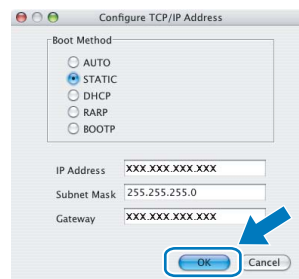 Configure TCP/IP Address
Boot Method
AUTO
STATIC
DHCP
RARP
BOOTP
IP Address XXX.XXX.XXX.XXX
Subnet Mask 255.255.255.0
Gateway XXX.XXX.XXX.XXX
OK Cancel